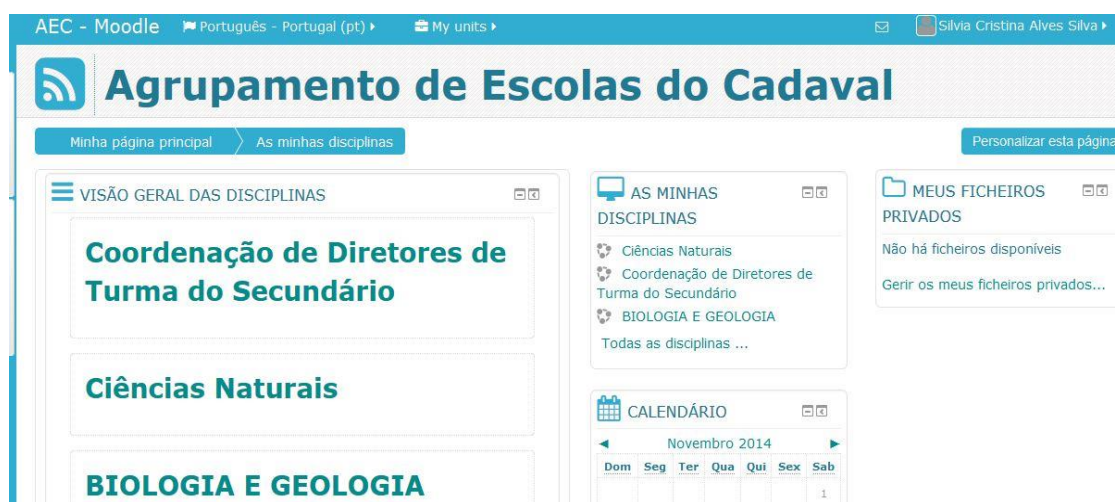 AEC - Moodle Português - Portugal (pt) My units Silvia Cristina Alves Silva
Agrupamento de Escolas do Cadaval
Minha página principal As minhas disciplinas Personalizar esta página
VISÃO GERAL DAS DISCIPLINAS
Coordenação de Diretores de
Turma do Secundário
Ciências Naturais
BIOLOGIA E GEOLOGIA
AS MINHAS
DISCIPLINAS
Ciências Naturais
Coordenação de Diretores de
Turma do Secundário
BIOLOGIA E GEOLOGIA
Todas as disciplinas ...
CALENDÁRIO
Novembro 2014
Dom Seg Ter Qua Qui Sex Sab
1
MEUS FICHEIROS
PRIVADOS
Não há ficheiros disponíveis
Gerir os meus ficheiros privados...